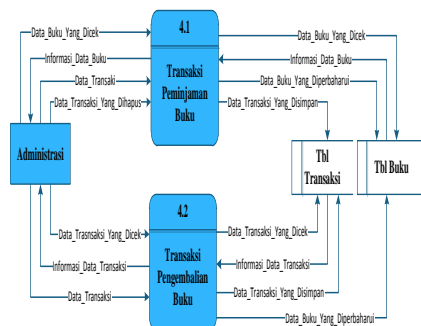 4.1
Transaksi
Peminjaman
Buku
Data_Buku_Yang_Dicek
Informasi_Data_Buku
Data_Transaki
Data_Transaksi_Yang_Dihapus
Data_Buku_Yang_Dicek
Informasi_Data_Buku
Data_Buku_Yang_Diperbaharui
Data_Transaksi_Yang_Disimpan
Administrasi
Tbl
Transaksi
Tbl Buku
4.2
Transaksi
Pengembalian
Buku
Data_Trasnsaksi_Yang_Dicek
Informasi_Data_Transaksi
Data_Transaksi
Data_Transaksi_Yang_Dicek
Informasi_Data_Transaksi
Data_Transaksi_Yang_Disimpan
Data_Buku_Yang_Diperbaharui